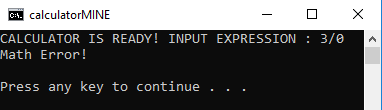 calculatorMINE
CALCULATOR IS READY! INPUT EXPRESSION : 3/0
Math Error!
Press any key to continue . . .